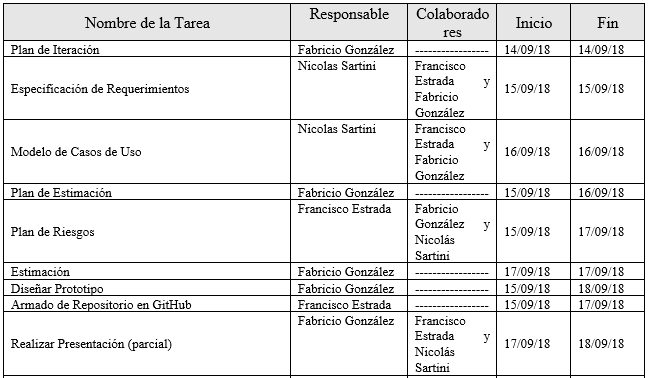 Nombre de la Tarea Responsable Colaborado
res Inicio Fin
Plan de Iteración Fabricio González ----------------- 14/09/18 14/09/18
Especificación de Requerimientos Nicolas Sartini Francisco
Estrada y
Fabricio
González 15/09/18 15/09/18
Modelo de Casos de Uso Nicolas Sartini Francisco
Estrada y
Fabricio
González 16/09/18 16/09/18
Plan de Estimación Fabricio González ----------------- 15/09/18 16/09/18
Plan de Riesgos Francisco Estrada Fabricio
González y
Nicolás
Sartini 15/09/18 17/09/18
Estimación Fabricio González ----------------- 17/09/18 17/09/18
Diseñar Prototipo Fabricio González ----------------- 15/09/18 18/09/18
Armado de Repositorio en GitHub Francisco Estrada ----------------- 15/09/18 17/09/18
Realizar Presentación (parcial) Fabricio González Francisco
Estrada y
Nicolás
Sartini 17/09/18 18/09/18